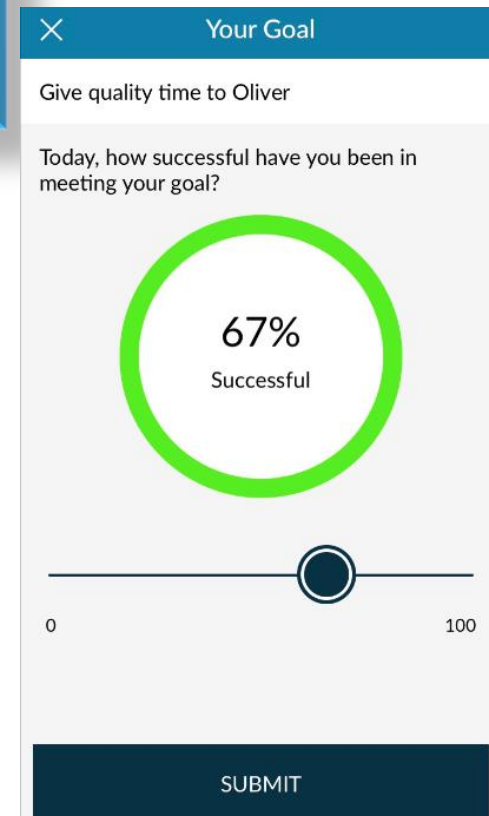 Your Goal
Give quality time to Oliver
Today, how successful have you been in
meeting your goal?
67%
Successful
0 100
SUBMIT